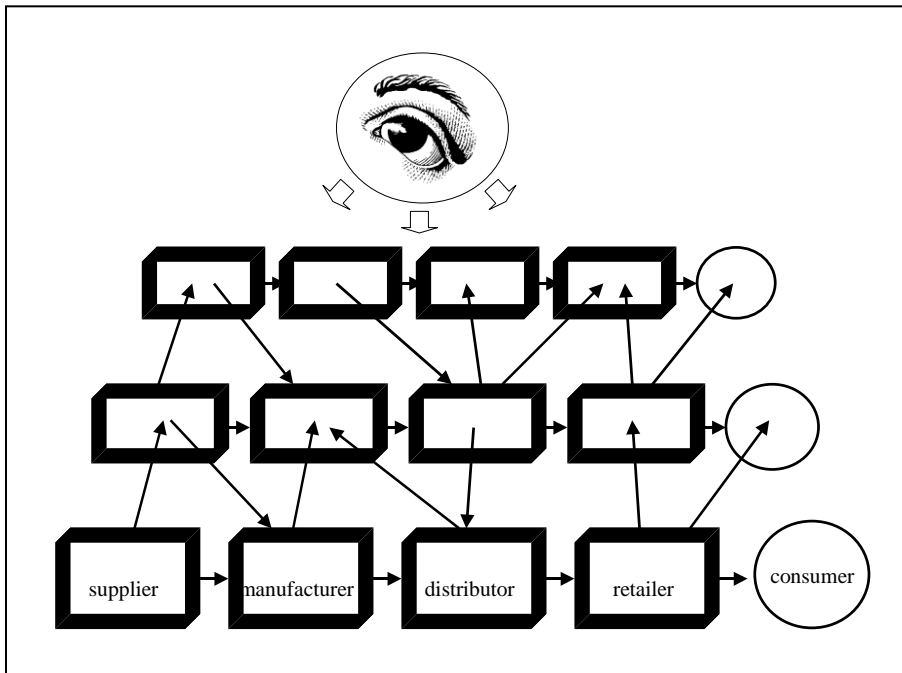 supplier
manufacturer
distributor
retailer
consumer